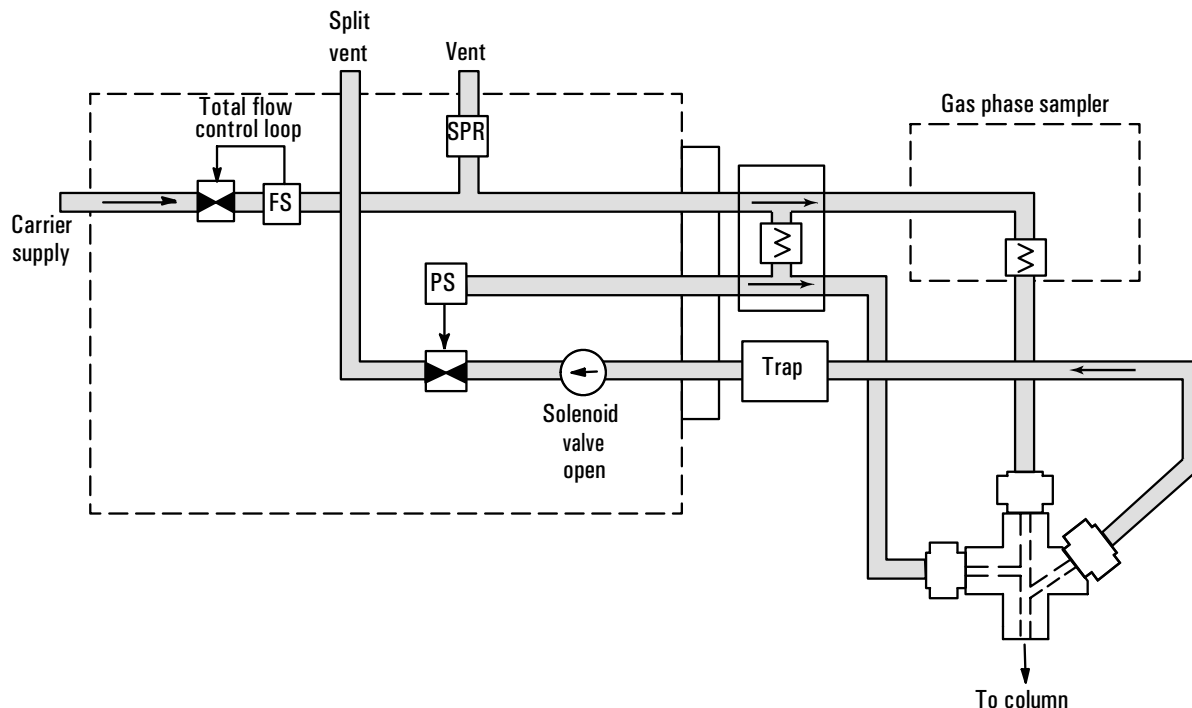 Split
vent
Vent
Total flow
control loop
SPR
Gas phase sampler
FS
Carrier
supply
PS
Trap
Solenoid
valve
open
To column